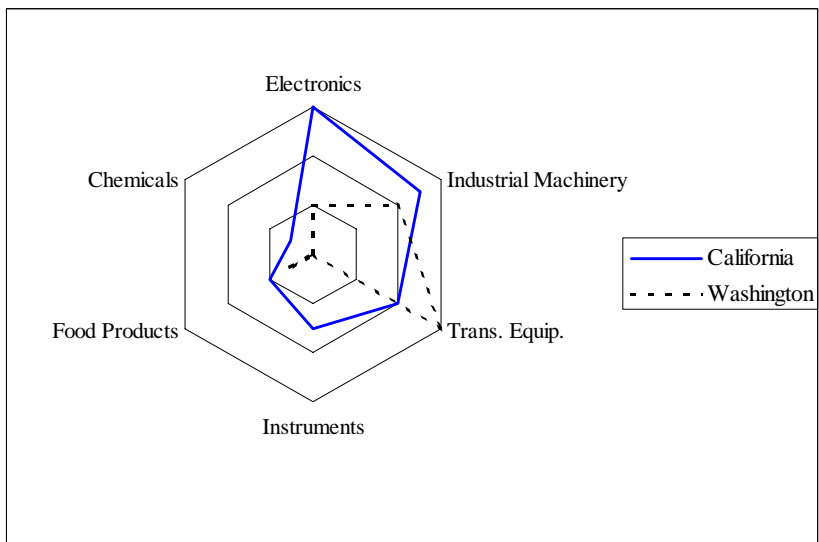 Electronics
Chemicals
Industrial Machinery
California
Washington
Food Products
Trans. Equip.
Instruments